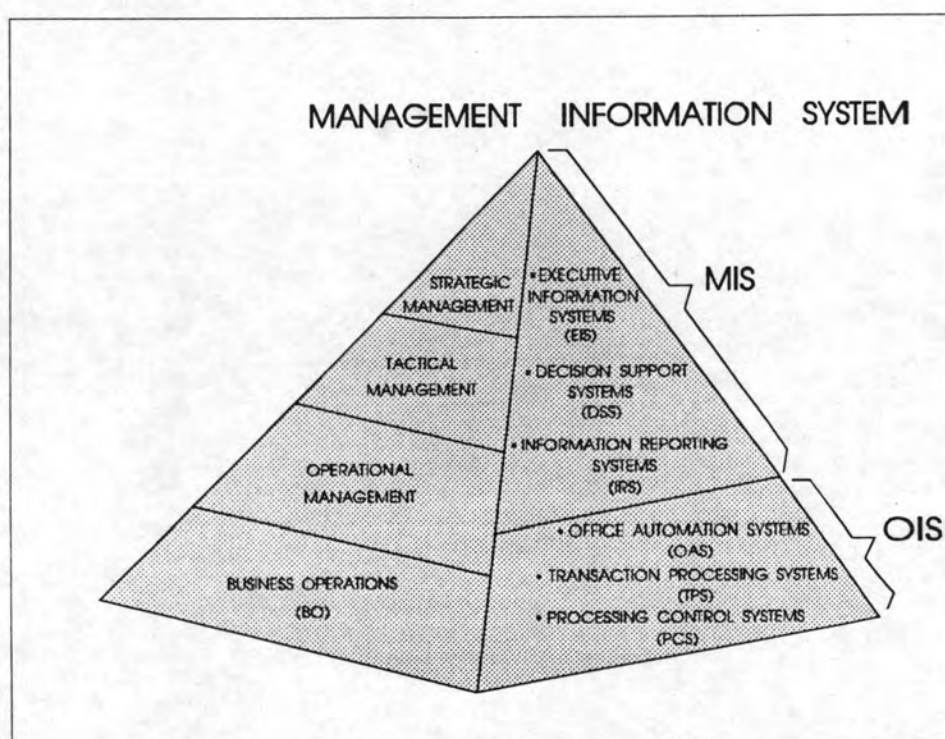 MANAGEMENT INFORMATION SYSTEM
STRATEGIC
MANAGEMENT
TACTICAL
MANAGEMENT
OPERATIONAL
MANAGEMENT
BUSINESS OPERATIONS
(BO)
• EXECUTIVE
INFORMATION
SYSTEMS
(EIS)
• DECISION SUPPORT
SYSTEMS
(DSS)
• INFORMATION REPORTING
SYSTEMS
(IRS)
• OFFICE AUTOMATION SYSTEMS
(OAS)
• TRANSACTION PROCESSING SYSTEMS
(TPS)
• PROCESSING CONTROL SYSTEMS
(PCS)
MIS
OIS